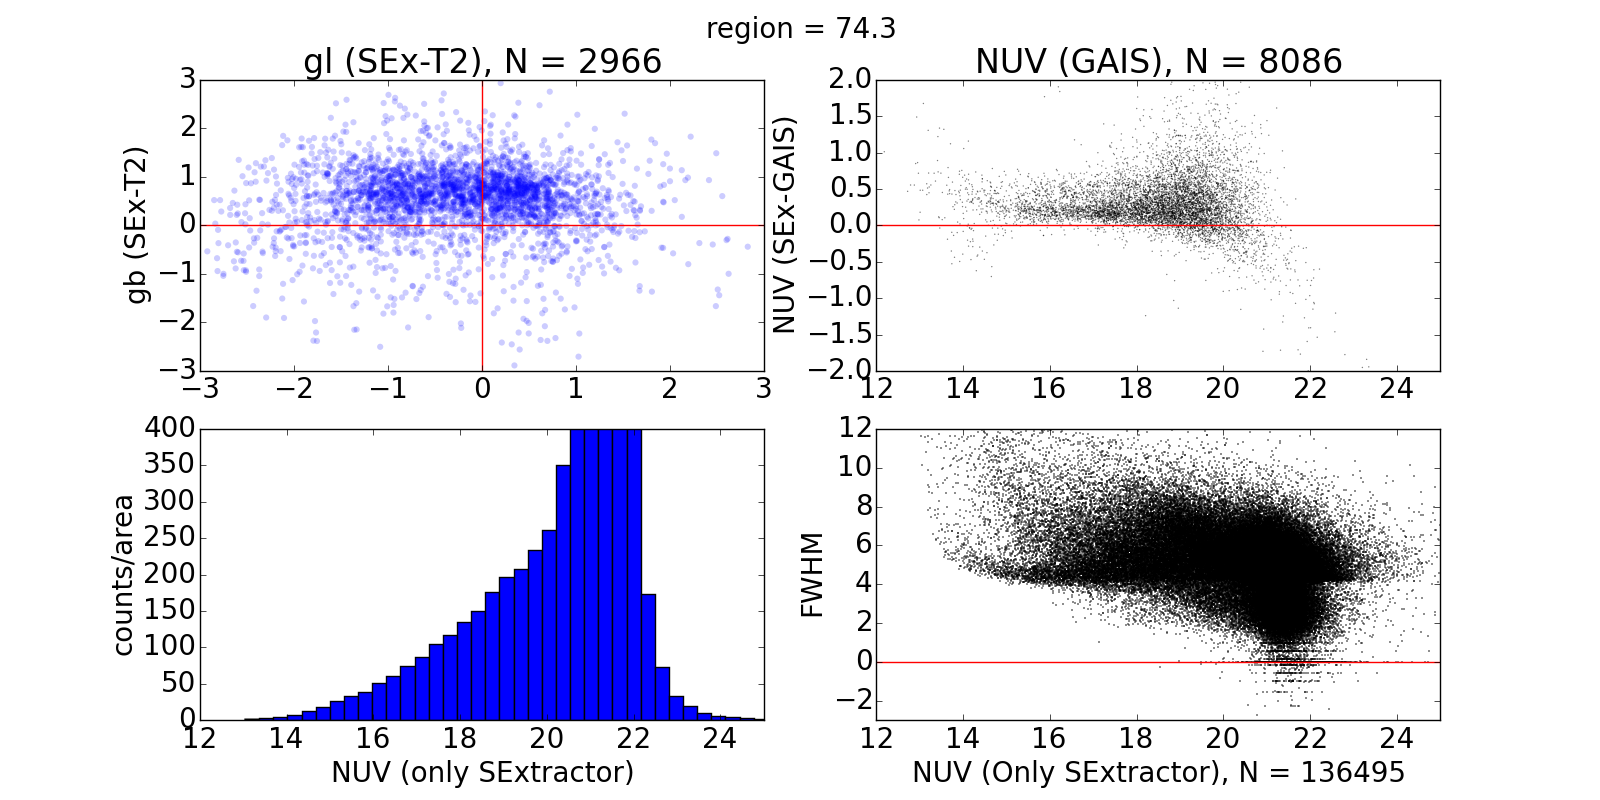 region = 74.3
gl (SEx-T2), N = 2966
NUV (GAIS), N = 8086
3
2
1
0
−1
−2
−3
gb (SEx-T2)
−3 −2 −1 0 1 2 3
2.0
1.5
1.0
0.5
0.0
−0.5
−1.0
−1.5
−2.0
NUV (SEx-GAIS)
12 14 16 18 20 22 24
400
350
300
250
200
150
100
50
0
counts/area
12 14 16 18 20 22 24
NUV (only SExtractor)
12
10
8
6
4
2
0
−2
FWHM
12 14 16 18 20 22 24
NUV (Only SExtractor), N = 136495